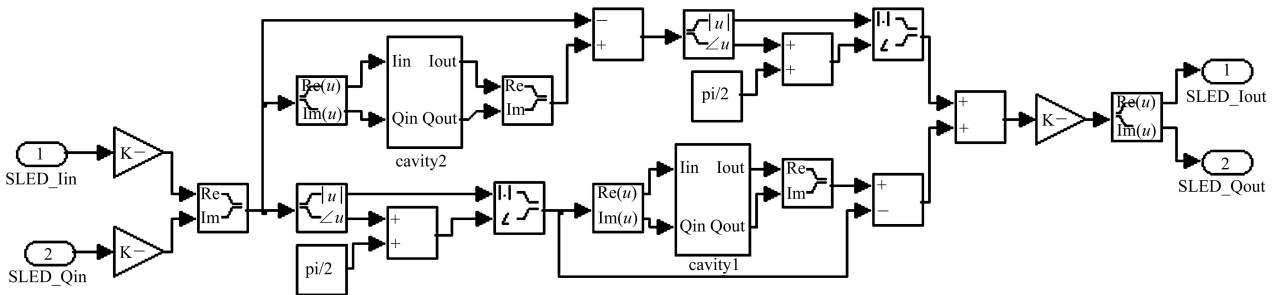 1
SLED_Iin
K−
2
SLED_Qin
K−
Re
Im
Re(u)
Im(u)
Iin Iout
Qin Qout
cavity2
Re
Im
−
+
|u|
∠u
pi/2
+
+
|·|
∠
|u|
∠u
pi/2
+
+
|·|
∠
Re(u)
Im(u)
Iin Iout
Qin Qout
cavity1
Re
Im
+
−
+
+
K−
Re(u)
Im(u)
1
SLED_Iout
2
SLED_Qout